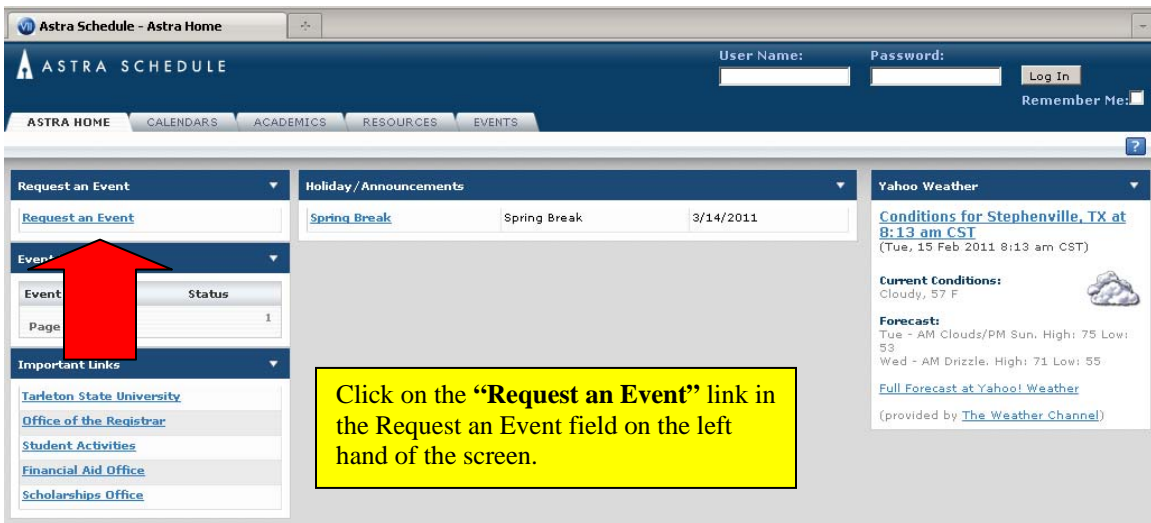 Astra Schedule - Astra Home
ASTRA SCHEDULE
User Name:
Password:
Log In
Remember Me:
ASTRA HOME
CALENDARS
ACADEMICS
RESOURCES
EVENTS
?
Request an Event
Request an Event
Event
Event
Status
Page
1
Important Links
Tarleton State University
Office of the Registrar
Student Activities
Financial Aid Office
Scholarships Office
Holiday/Announcements
Spring Break Spring Break 3/14/2011
Click on the “Request an Event” link in
the Request an Event field on the left
hand of the screen.
Yahoo Weather
Conditions for Stephenville, TX at
8:13 am CST
(Tue, 15 Feb 2011 8:13 am CST)
Current Conditions:
Cloudy, 57 F
Forecast:
Tue - AM Clouds/PM Sun. High: 75 Low:
53
Wed - AM Drizzle. High: 71 Low: 55
Full Forecast at Yahoo! Weather
(provided by The Weather Channel)